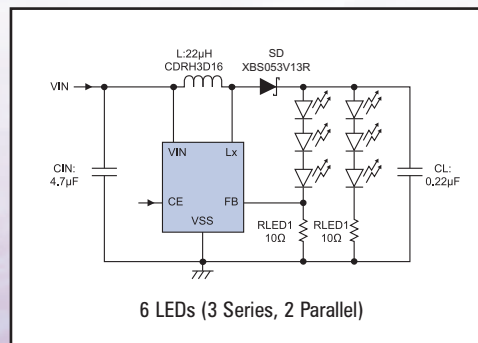 L:22μH
CDRH3D16
SD
XBS053V13R
VIN
VIN
Lx
CIN:
4.7μF
CE
FB
VSS
RLED1
10Ω
RLED1
10Ω
CL:
0.22μF
6 LEDs (3 Series, 2 Parallel)